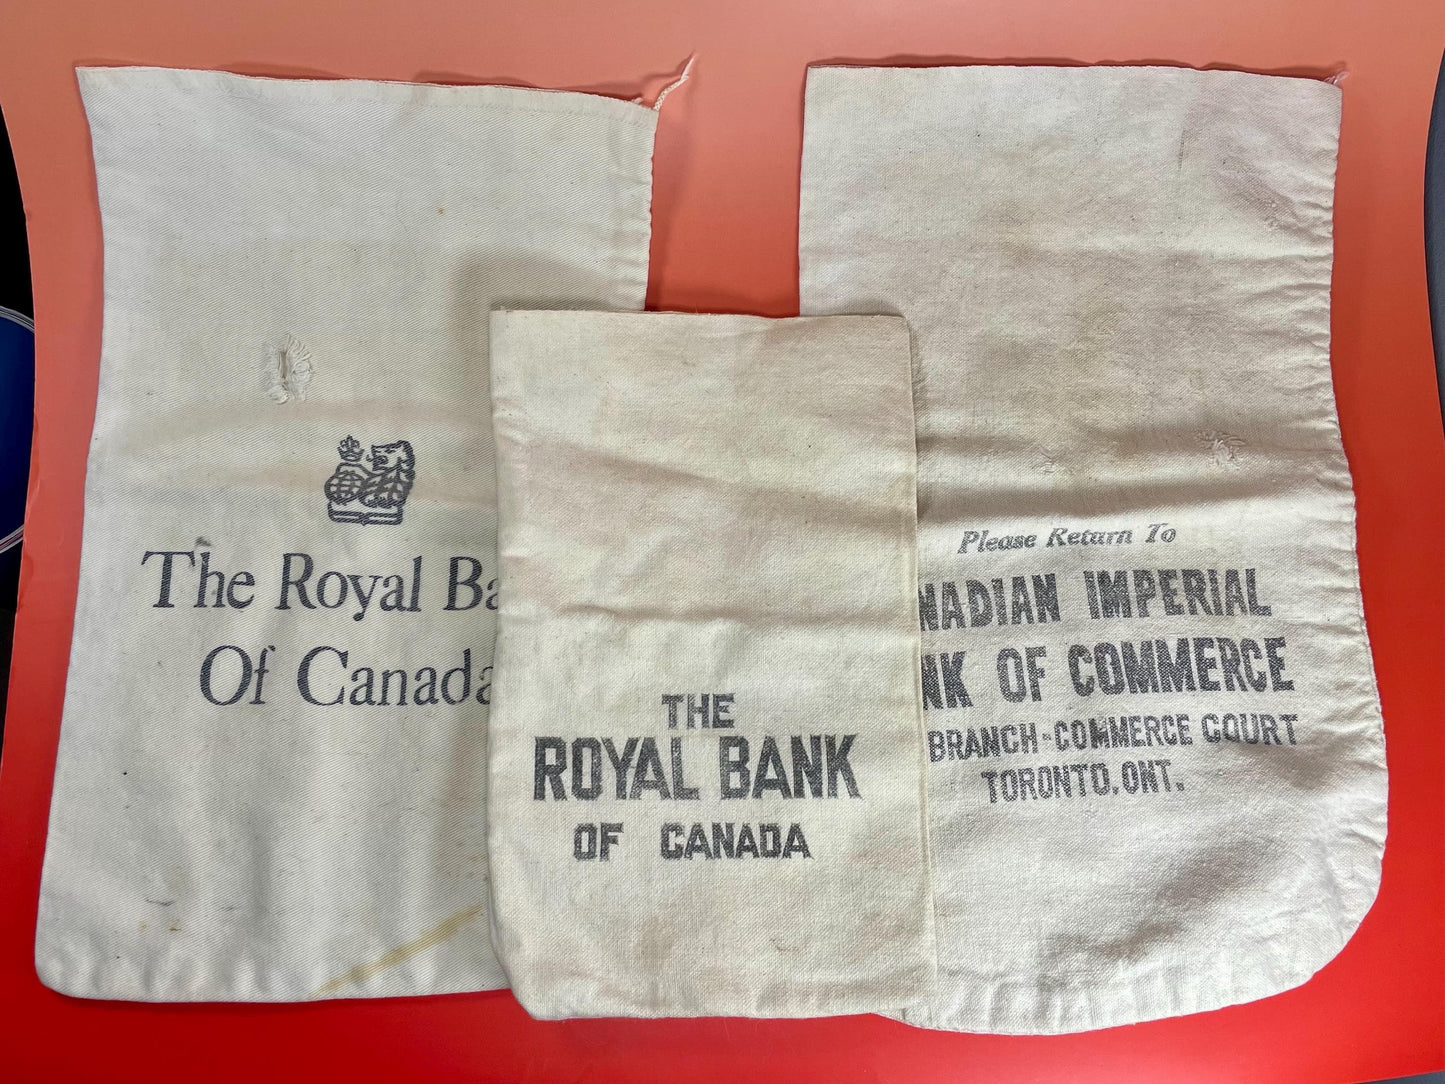 The Royal Ba
Of Canada
THE
ROYAL BANK
OF CANADA
Please Return To
NADIAN IMPERIAL
NK OF COMMERCE
BRANCH-COMMERCE COURT
TORONTO, ONT.